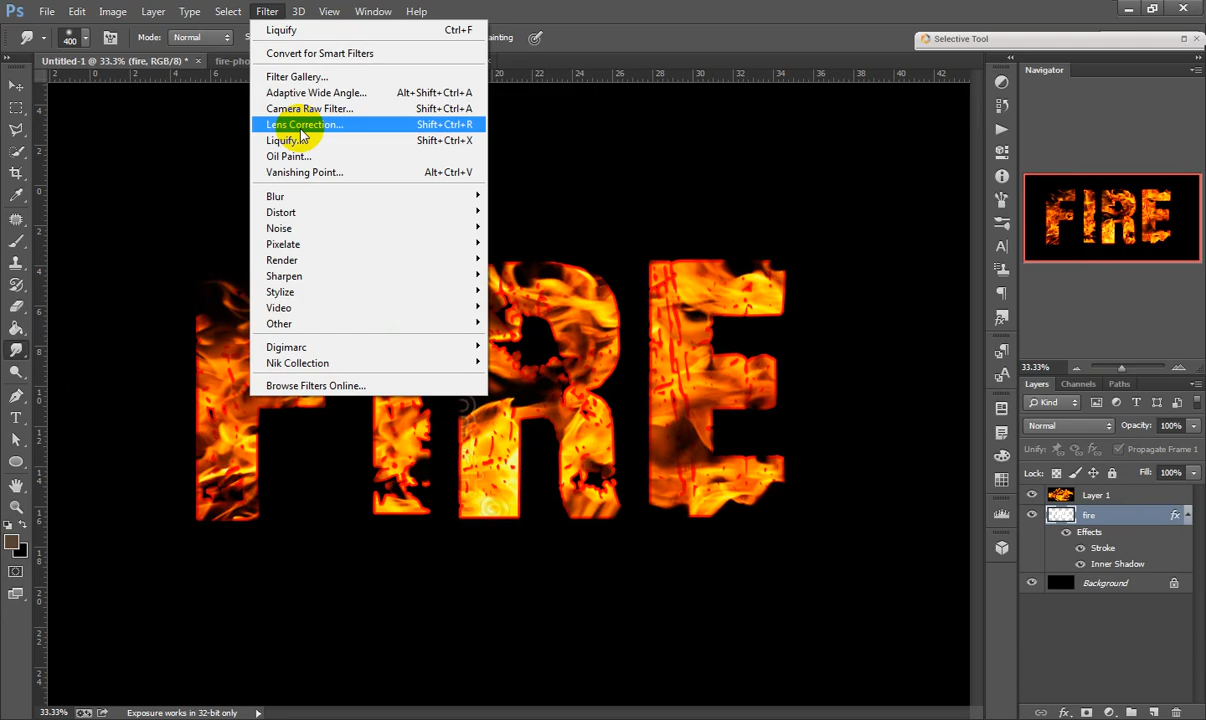 Ps File Edit Image Layer Type Select Filter 3D View Window Help
400 Mode: Normal
Selective Tool
Untitled-1 @ 33.3% (fire, RGB/8) * × fire-pho
Liquify Ctrl+F
Convert for Smart Filters
Filter Gallery...
Adaptive Wide Angle... Alt+Shift+Ctrl+A
Camera Raw Filter... Shift+Ctrl+A
Lens Correction... Shift+Ctrl+R
Liquify... Shift+Ctrl+X
Oil Paint...
Vanishing Point... Alt+Ctrl+V
Blur
Distort
Noise
Pixelate
Render
Sharpen
Stylize
Video
Other
Digimarc
Nik Collection
Browse Filters Online...
FIRE
Navigator
FIRE
33.33%
Layers Channels Paths
Kind
Normal Opacity: 100%
Unify: Propagate Frame 1
Lock: Fill: 100%
Layer 1
fire fx
Effects
Stroke
Inner Shadow
Background
33.33% Exposure works in 32-bit only